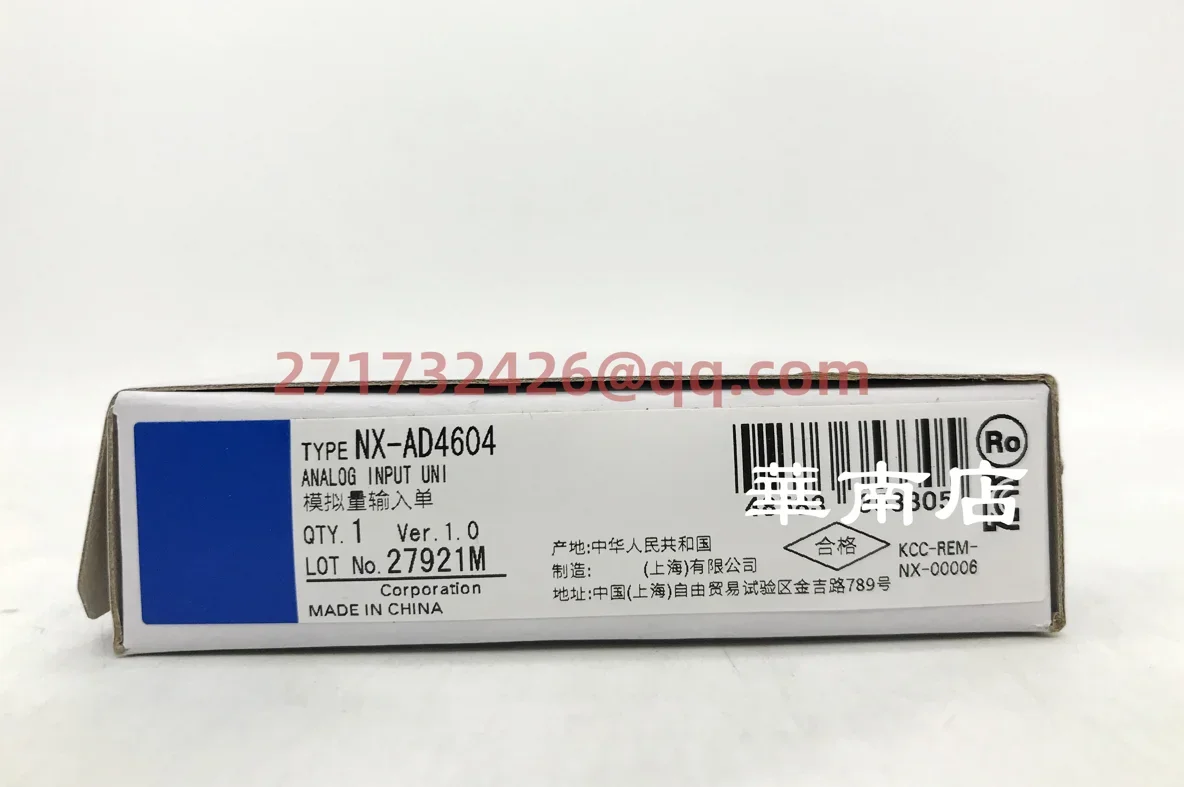 271732426@qq.com
TYPE NX-AD4604
ANALOG INPUT UNI
模拟量输入单
QTY. 1 Ver.1.0
LOT No. 27921M
Corporation
MADE IN CHINA
華南店
Ro
产地:中华人民共和国
制造: (上海)有限公司
地址:中国(上海)自由贸易试验区金吉路789号
合格
KCC-REM-
NX-00006